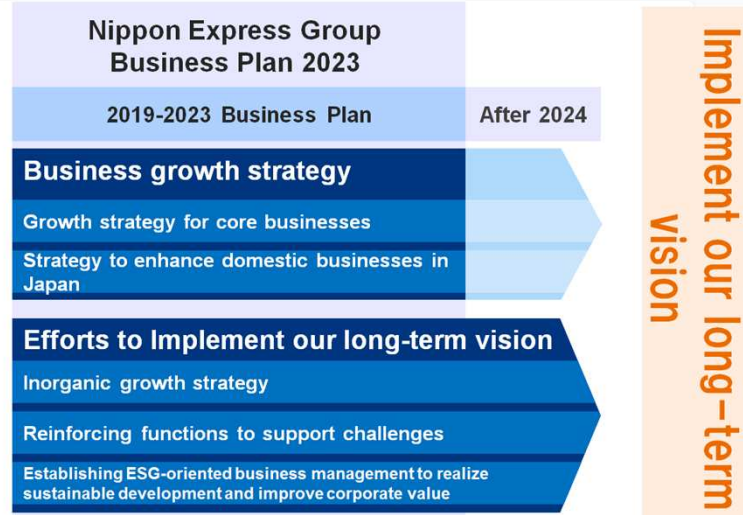 Nippon Express Group
Business Plan 2023
2019-2023 Business Plan
After 2024
Business growth strategy
Growth strategy for core businesses
Strategy to enhance domestic businesses in
Japan
Efforts to Implement our long-term vision
Inorganic growth strategy
Reinforcing functions to support challenges
Establishing ESG-oriented business management to realize
sustainable development and improve corporate value
Implement our long-term
vision